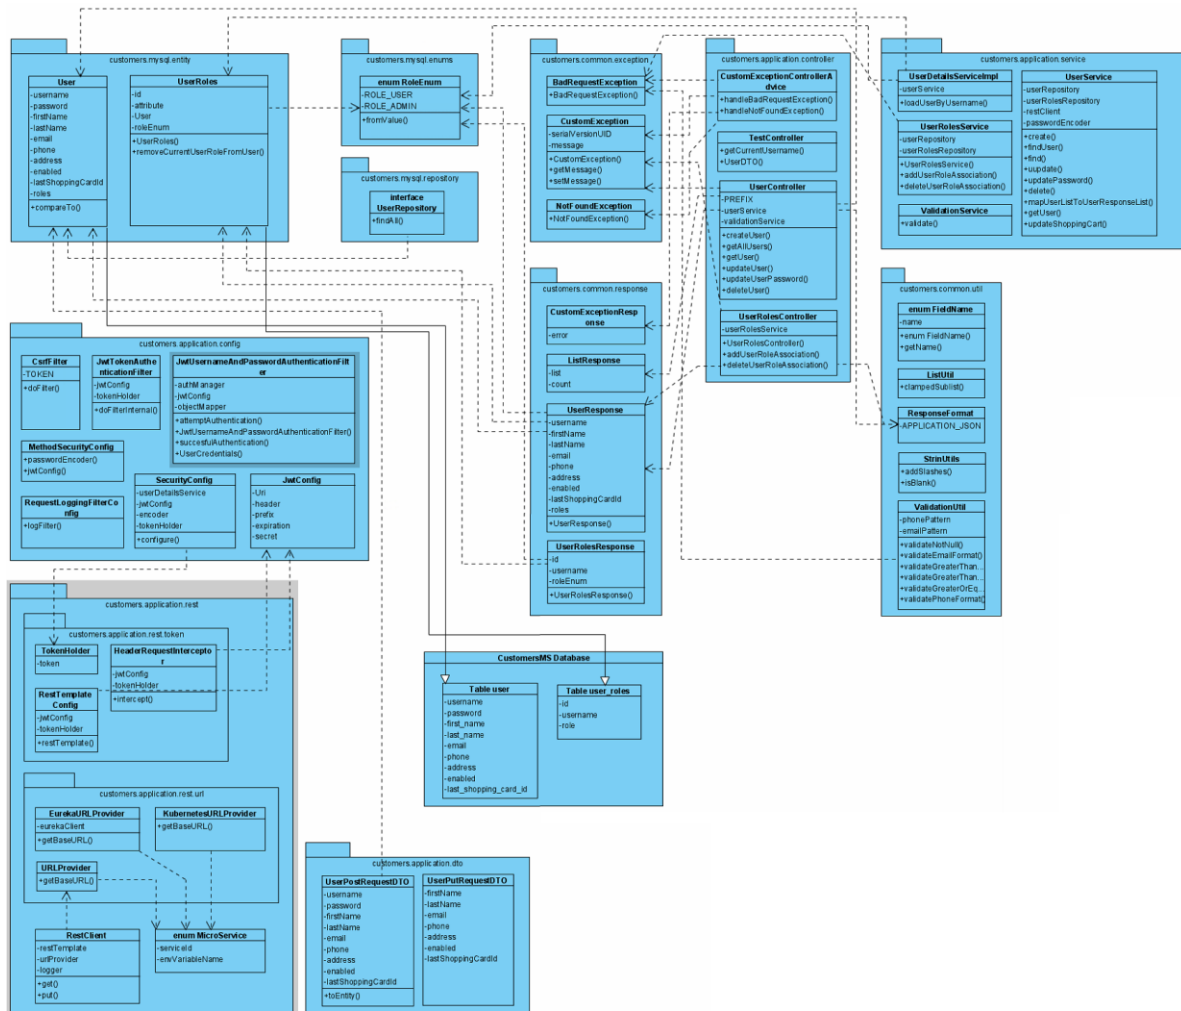 customers.mysql.entity
User
-username
-password
-firstName
-lastName
-email
-phone
-address
-enabled
-lastShoppingCardId
-roles
+compareTo()
UserRoles
-id
-attribute
-User
-roleEnum
+UserRoles()
+removeCurrentUserRoleFromUser()
customers.mysql.enums
enum RoleEnum
-ROLE_USER
-ROLE_ADMIN
+fromValue()
customers.mysql.repository
interface
UserRepository
+findAll()
customers.common.exception
BadRequestException
+BadRequestException()
CustomException
-serialVersionUID
-message
+CustomException()
+getMessage()
+setMessage()
NotFoundException
+NotFoundException()
customers.application.controller
CustomExceptionControllerA
dvice
+handleBadRequestException()
+handleNotFoundException()
TestController
+getCurrentUsername()
+UserDTO()
UserController
-PREFIX
-userService
-validationService
+createUser()
+getAllUsers()
+getUser()
+updateUser()
+updateUserPassword()
+deleteUser()
UserRolesController
-userRolesService
+UserRolesController()
+addUserRoleAssociation()
+deleteUserRoleAssociation()
customers.application.service
UserDetailsServiceImpl
-userService
+loadUserByUsername()
UserRolesService
-userRepository
-userRolesRepository
+UserRolesService()
+addUserRoleAssociation()
+deleteUserRoleAssociation()
ValidationService
+validate()
UserService
-userRepository
-userRolesRepository
-restClient
-passwordEncoder
+create()
+findUser()
+find()
+uupdate()
+updatePassword()
+delete()
+mapUserListToUserResponseList()
+getUser()
+updateShoppingCart()
customers.common.response
CustomExceptionRespo
nse
-error
ListResponse
-list
-count
UserResponse
-username
-firstName
-lastName
-email
-phone
-address
-enabled
-lastShoppingCardId
-roles
+UserResponse()
UserRolesResponse
-id
-username
-roleEnum
+UserRolesResponse()
customers.common.util
enum FieldName
-name
+enum FieldName()
+getName()
ListUtil
+clampedSublist()
ResponseFormat
-APPLICATION_JSON
StrinUtils
+addSlashes()
+isBlank()
ValidationUtil
-phonePattern
-emailPattern
+validateNotNull()
+validateEmailFormat()
+validateGreaterThan...
+validateGreaterThan...
+validateGreaterOrEq...
+validatePhoneFormat()
customers.application.config
CsrfFilter
-TOKEN
+doFilter()
JwtTokenAuthe
nticationFilter
-jwtConfig
-tokenHolder
+doFilterInternal()
JwtUsernameAndPasswordAuthenticationFilt
er
-authManager
-jwtConfig
-objectMapper
+attemptAuthentication()
+JwtUsernameAndPasswordAuthenticationFilter()
+succesfulAuthentication()
+UserCredentials()
MethodSecurityConfig
+passwordEncoder()
+jwtConfig()
RequestLoggingFilterCo
nfig
+logFilter()
SecurityConfig
-userDetailsService
-jwtConfig
-encoder
-tokenHolder
+configure()
JwtConfig
-Uri
-header
-prefix
-expiration
-secret
customers.application.rest
customers.application.rest.token
TokenHolder
-token
HeaderRequestIntercepto
r
-jwtConfig
-tokenHolder
+intercept()
RestTemplate
Config
-jwtConfig
-tokenHolder
+restTemplate()
customers.application.rest.url
EurekaURLProvider
-eurekaClient
+getBaseURL()
KubernetesURLProvider
+getBaseURL()
URLProvider
+getBaseURL()
RestClient
-restTemplate
-urlProvider
-logger
+get()
+put()
enum MicroService
-serviceId
-envVariableName
CustomersMS Database
Table user
-username
-password
-first_name
-last_name
-email
-phone
-address
-enabled
-last_shopping_card_id
Table user_roles
-id
-username
-role
customers.application.dto
UserPostRequestDTO
-username
-password
-firstName
-lastName
-email
-phone
-address
-enabled
-lastShoppingCardId
+toEntity()
UserPutRequestDTO
-firstName
-lastName
-email
-phone
-address
-enabled
-lastShoppingCardId